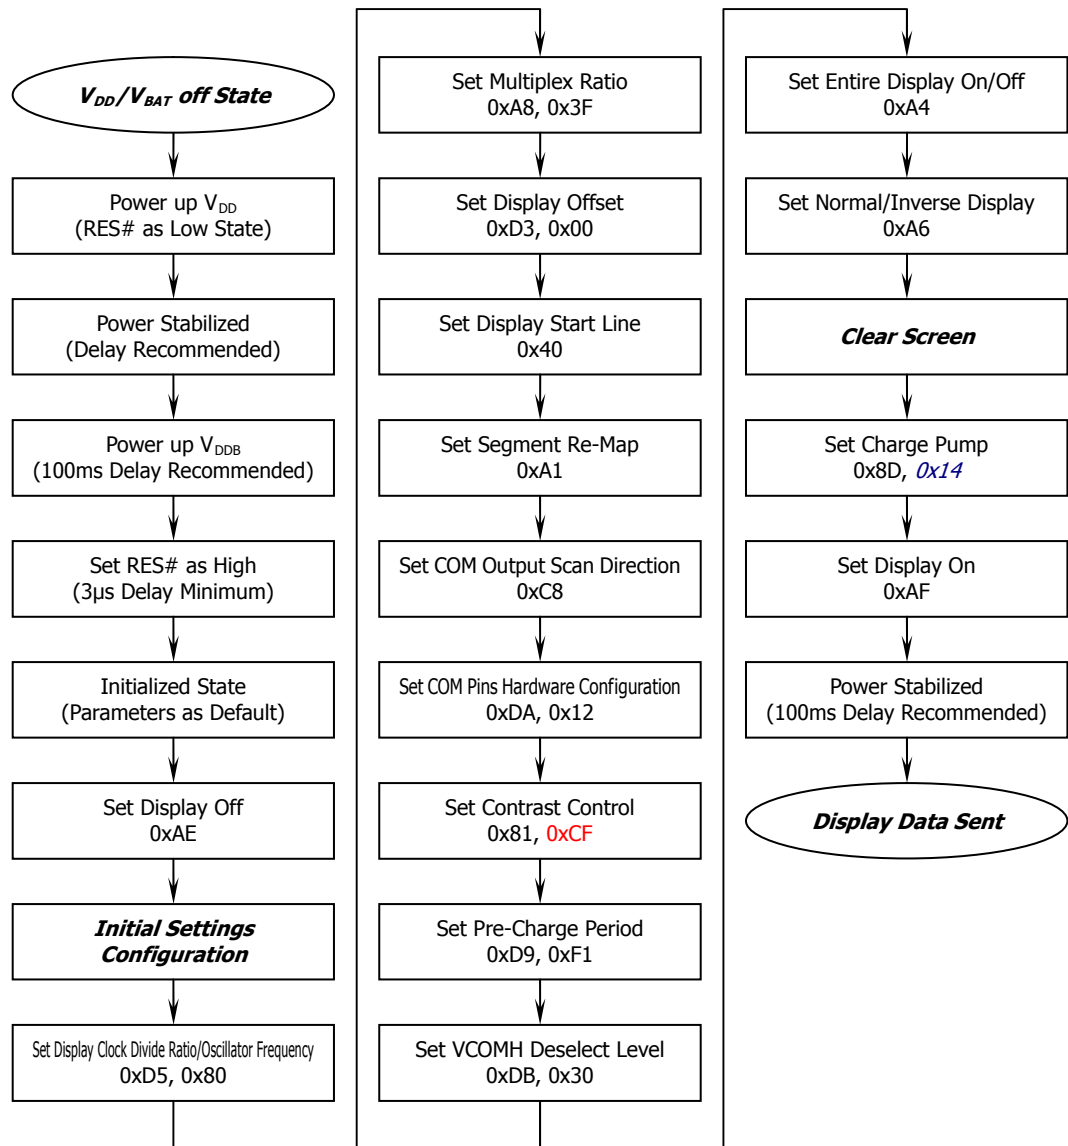 V_DD/V_BAT off State
Power up V_DD
(RES# as Low State)
Power Stabilized
(Delay Recommended)
Power up V_DDB
(100ms Delay Recommended)
Set RES# as High
(3μs Delay Minimum)
Initialized State
(Parameters as Default)
Set Display Off
0xAE
Initial Settings
Configuration
Set Display Clock Divide Ratio/Oscillator Frequency
0xD5, 0x80
Set Multiplex Ratio
0xA8, 0x3F
Set Display Offset
0xD3, 0x00
Set Display Start Line
0x40
Set Segment Re-Map
0xA1
Set COM Output Scan Direction
0xC8
Set COM Pins Hardware Configuration
0xDA, 0x12
Set Contrast Control
0x81, 0xCF
Set Pre-Charge Period
0xD9, 0xF1
Set VCOMH Deselect Level
0xDB, 0x30
Set Entire Display On/Off
0xA4
Set Normal/Inverse Display
0xA6
Clear Screen
Set Charge Pump
0x8D, 0x14
Set Display On
0xAF
Power Stabilized
(100ms Delay Recommended)
Display Data Sent